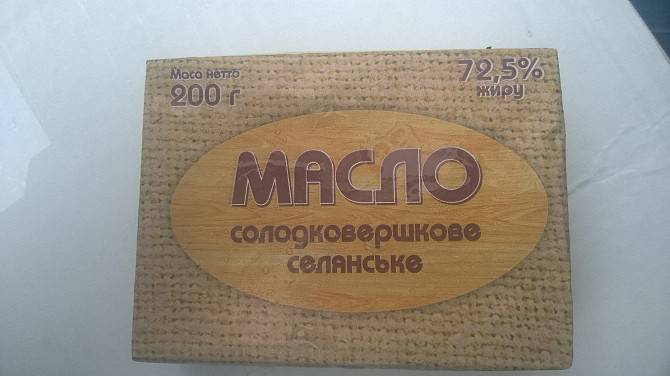 Маса нетто
200 г
72,5%
жиру
МАСЛО
солодковершкове
селянське